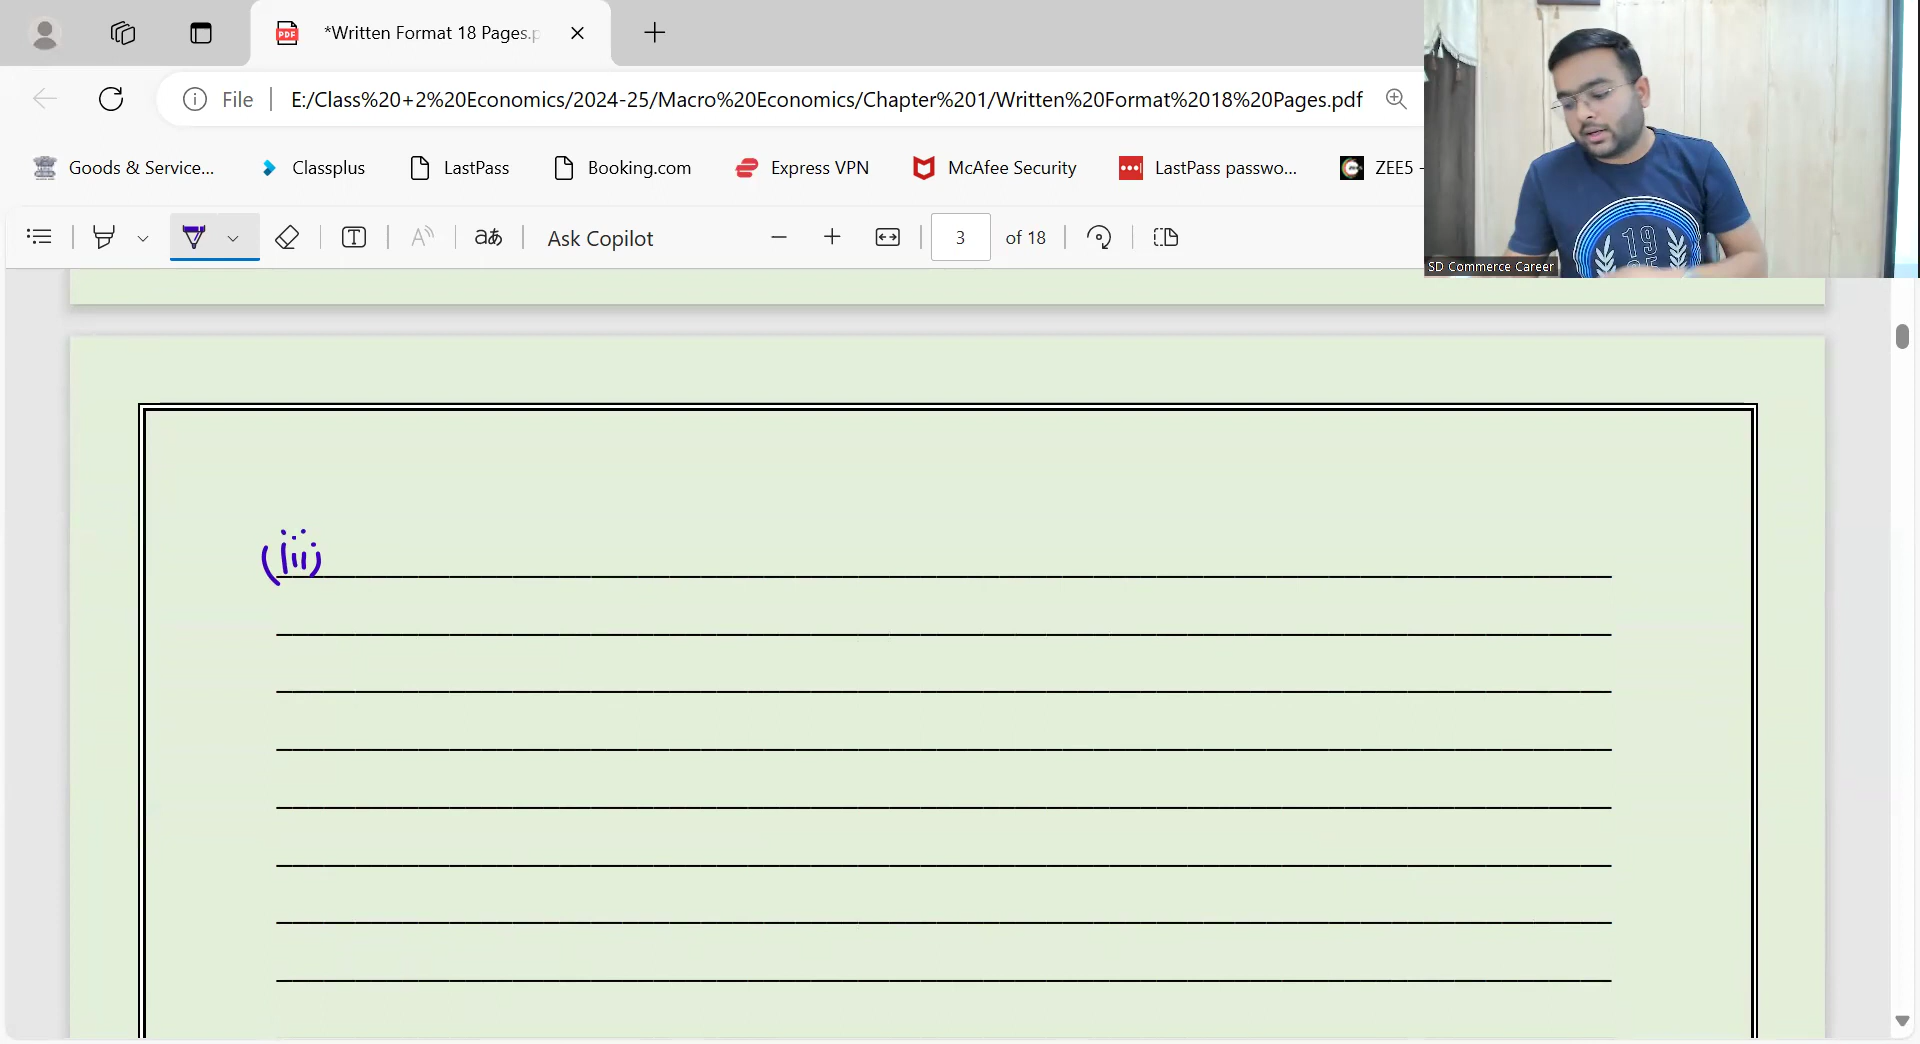 *Written Format 18 Pages.p
File
E:/Class%20+2%20Economics/2024-25/Macro%20Economics/Chapter%201/Written%20Format%2018%20Pages.pdf
Goods & Service...
Classplus
LastPass
Booking.com
Express VPN
McAfee Security
LastPass passwo...
ZEE5 -
aあ
Ask Copilot
3
of 18
SD Commerce Career
(iii)